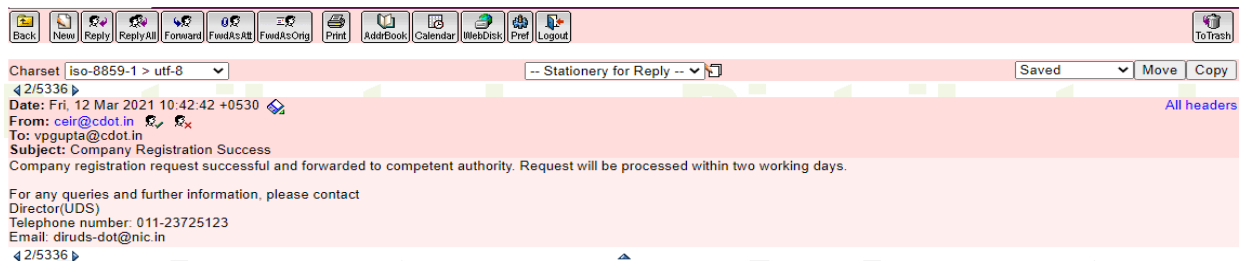 Back New Reply ReplyAll Forward FwdAsAtt FwdAsOrig Print AddrBook Calendar WebDisk Pref Logout ToTrash
Charset iso-8859-1 > utf-8 -- Stationery for Reply -- Saved Move Copy
2/5336
Date: Fri, 12 Mar 2021 10:42:42 +0530 All headers
From: ceir@cdot.in
To: vpgupta@cdot.in
Subject: Company Registration Success
Company registration request successful and forwarded to competent authority. Request will be processed within two working days.
For any queries and further information, please contact
Director(UDS)
Telephone number: 011-23725123
Email: diruds-dot@nic.in
2/5336